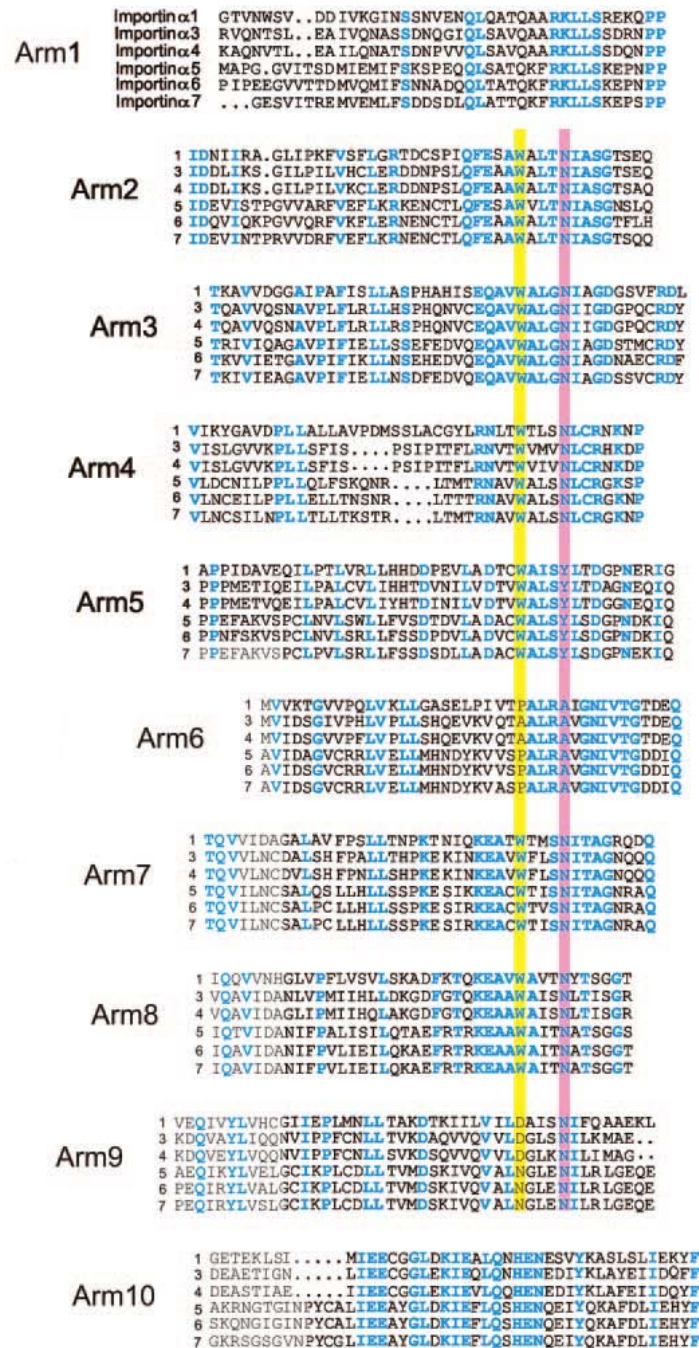 Arm1
Importinα1 GTVNWSV..DDIVKGINSSNVENQLQATQAARKLLSREKQPP
Importinα3 RVQNTSL..EAIVQNASSDNQGIQLSAVQAARKLLSSDRNPP
Importinα4 KAQNVTL..EAILQNATSDNPVVQLSAVQAARKLLSSDQNPP
Importinα5 MAPG.GVITSDMIEMIFSKSPEQQLSATQKFRKLLSKEPNPP
Importinα6 PIPEEGVVTTDMVQMIFSNNADQQLTATQKFRKLLSKEPNPP
Importinα7 ...GESVITREMVEMLFSDDSDLQLATTQKFRKLLSKEPSPP
Arm2
1 IDNIIRA.GLIPKFVSFLGRTDCSPIQFESAWALTNIASGTSEQ
3 IDDLIKS.GILPILVHCLERDDNPSLQFEAAWALTNIASGTSEQ
4 IDDLIKS.GILPILVKCLERDDNPSLQFEAAWALTNIASGTSAQ
5 IDEVISTPGVVARFVEFLKRKENCTLQFESAWVLTNIASGNSLQ
6 IDQVIQKPGVVQRFVKFLERNENCTLQFEAAWALTNIASGTFLH
7 IDEVINTPRVVDRFVEFLKRNENCTLQFEAAWALTNIASGTSQQ
Arm3
1 TKAVVDGGAIPAFISLLASPHAHISEQAVWALGNIAGDGSVFRDL
3 TQAVVQSNAVPLFLRLLHSPHQNVCEQAVWALGNIIGDGPQCRDY
4 TQAVVQSNAVPLFLRLLRSPHQNVCEQAVWALGNIIGDGPQCRDY
5 TRIVIQAGAVPIFIELLSSEFEDVQEQAVWALGNIAGDSTMCRDY
6 TKVVIETGAVPIFIKLLNSEHEDVQEQAVWALGNIAGDNAECRDF
7 TKIVIEAGAVPIFIELLNSDFEDVQEQAVWALGNIAGDSSVCRDY
Arm4
1 VIKYGAVDPLLALLAVPDMSSLACGYLRNLTWTLSNLCRNKNP
3 VISLGVVKPLLSFIS....PSIPITFLRNVTWVMVNLCRHKDP
4 VISLGVVKPLLSFIS....PSIPITFLRNVTWVIVNLCRNKDP
5 VLDCNILPPLLQLFSKQNR....LTMTRNAVWALSNLCRGKSP
6 VLNCEILPPLLELLTNSNR....LTTTRNAVWALSNLCRGKNP
7 VLNCSILNPLLTLLTKSTR....LTMTRNAVWALSNLCRGKNP
Arm5
1 APPIDAVEQILPTLVRLLHHDDPEVLADTCWAISYLTDGPNERIG
3 PPPMETIQEILPALCVLIHHTDVNILVDTVWALSYLTDAGNEQIQ
4 PPPMETVQEILPALCVLIYHTDINILVDTVWALSYLTDGGNEQIQ
5 PPEFAKVSPCLNVLSWLLFVSDTDVLADACWALSYLSDGPNDKIQ
6 PPNFSKVSPCLNVLSRLLFSSDPDVLADVCWALSYLSDGPNDKIQ
7 PPEFAKVSPCLPVLSRLLFSSDSDLLADACWALSYLSDGPNEKIQ
Arm6
1 MVVKTGVVPQLVKLLGASELPIVTPALRAIGNIVTGTDEQ
3 MVIDSGIVPHLVPLLSHQEVKVQTAALRAVGNIVTGTDEQ
4 MVIDSGVVPFLVPLLSHQEVKVQTAALRAVGNIVTGTDEQ
5 AVIDAGVCRRLVELLMHNDYKVVSPALRAVGNIVTGDDIQ
6 AVIDSGVCRRLVELLMHNDYKVVSPALRAVGNIVTGDDIQ
7 AVIDSGVCRRLVELLMHNDYKVASPALRAVGNIVTGDDIQ
Arm7
1 TQVVIDAGALAVFPSLLTNPKTNIQKEATWTMSNITAGRQDQ
3 TQVVLNCDALSHFPALLTHPKEKINKEAVWFLSNITAGNQQQ
4 TQVVLNCDVLSHFPNLLSHPKEKINKEAVWFLSNITAGNQQQ
5 TQVILNCSALQSLLHLLSSPKESIKKEACWTISNITAGNRAQ
6 TQVILNCSALPCLLHLLSSPKESIRKEACWTVSNITAGNRAQ
7 TQVILNCSALPCLLHLLSSPKESIRKEACWTISNITAGNRAQ
Arm8
1 IQQVVNHGLVPFLVSVLSKADFKTQKEAVWAVTNYTSGGT
3 VQAVIDANLVPMIIHLLDKGDFGTQKEAAWAISNLTISGR
4 VQAVIDAGLIPMIIHQLAKGDFGTQKEAAWAISNLTISGR
5 IQTVIDANIFPALISILQTAEFRTRKEAAWAITNATSGGS
6 IQAVIDANIFPVLIEILQKAEFRTRKEAAWAITNATSGGT
7 IQAVIDANIFPVLIEILQKAEFRTRKEAAWAITNATSGGT
Arm9
1 VEQIVYLVHCGIIEPLMNLLTAKDTKIILVILDAISNIFQAAEKL
3 KDQVAYLIQQNVIPPFCNLLTVKDAQVVQVVLDGLSNILKMAE..
4 KDQVEYLVQQNVIPPFCNLLSVKDSQVVQVVLDGLKNILIMAG..
5 AEQIKYLVELGCIKPLCDLLTVMDSKIVQVALNGLENILRLGEQE
6 PEQIRYLVALGCIKPLCDLLTVMDSKIVQVALNGLENILRLGEQE
7 PEQIRYLVSLGCIKPLCDLLTVMDSKIVQVALNGLENILRLGEQE
Arm10
1 GETEKLSI.....MIEECGGLDKIEALQNHENESVYKASLSLIEKYF
3 DEAETIGN.....LIEECGGLEKIEQLQNHENEDIYKLAYEIIDQFF
4 DEASTIAE.....IIEECGGLEKIEVLQQHENEDIYKLAFEIIDQYF
5 AKRNGTGINPYCALIEEAYGLDKIEFLQSHENQEIYQKAFDLIEHYF
6 SKQNGIGINPYCALIEEAYGLDKIEFLQSHENQEIYQKAFDLIEHYF
7 GKRSGSGVNPYCGLIEEAYGLDKIEFLQSHENQEIYQKAFELIEHYF